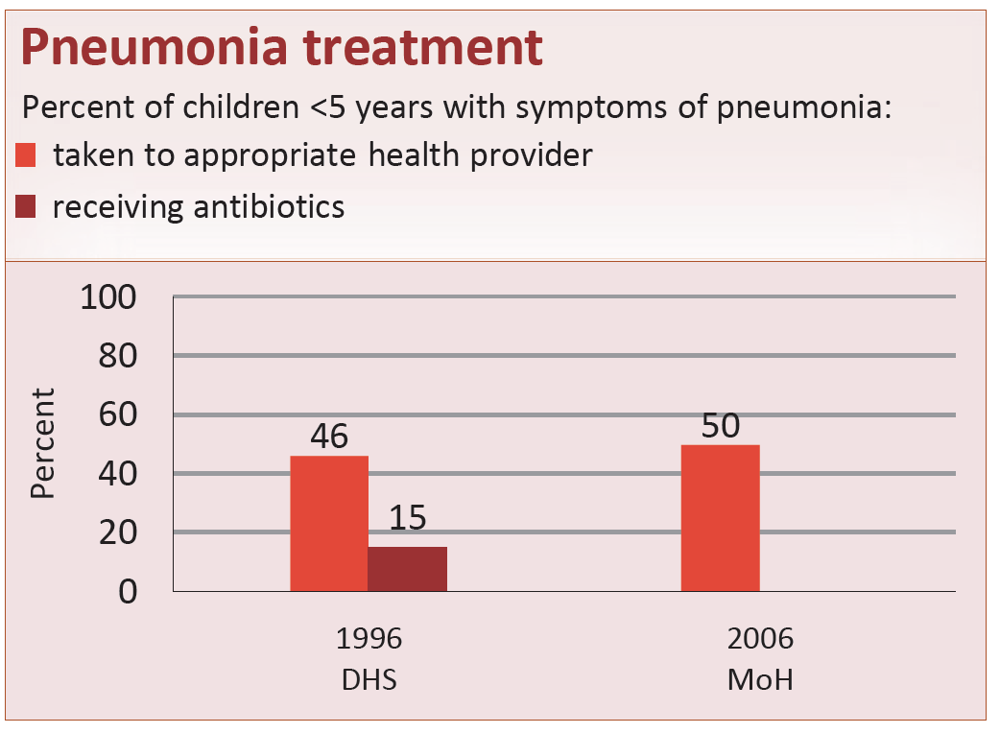 Pneumonia treatment
Percent of children <5 years with symptoms of pneumonia:
taken to appropriate health provider
receiving antibiotics
100
80
60
40
20
0
Percent
46
15
50
1996
DHS
2006
MoH